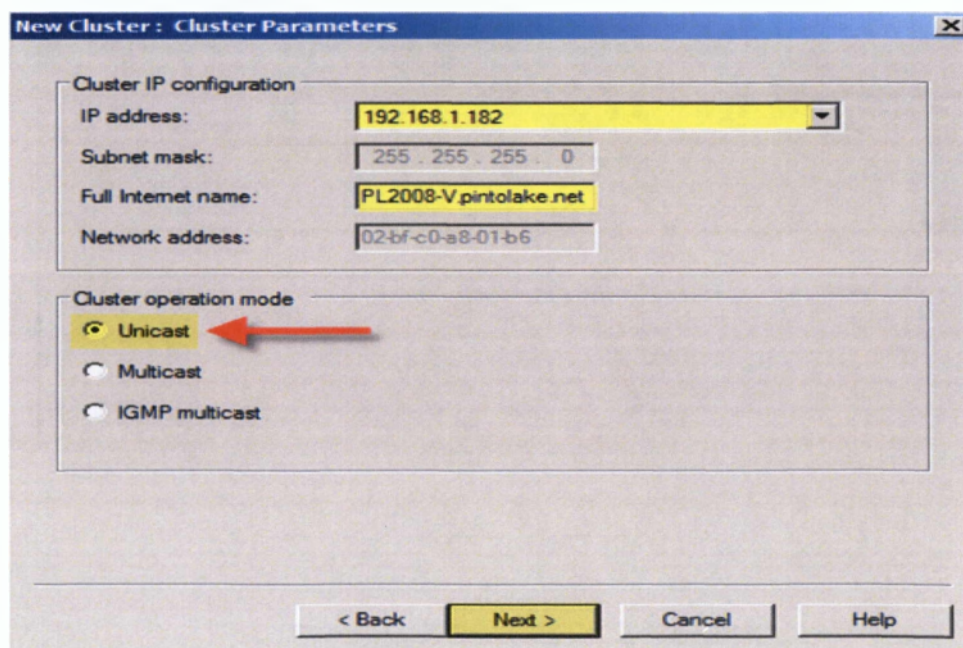 New Cluster : Cluster Parameters
Cluster IP configuration
IP address: 192.168.1.182
Subnet mask: 255 . 255 . 255 . 0
Full Internet name: PL2008-V.pintolake.net
Network address: 02-bf-c0-a8-01-b6
Cluster operation mode
Unicast
Multicast
IGMP multicast
< Back Next > Cancel Help